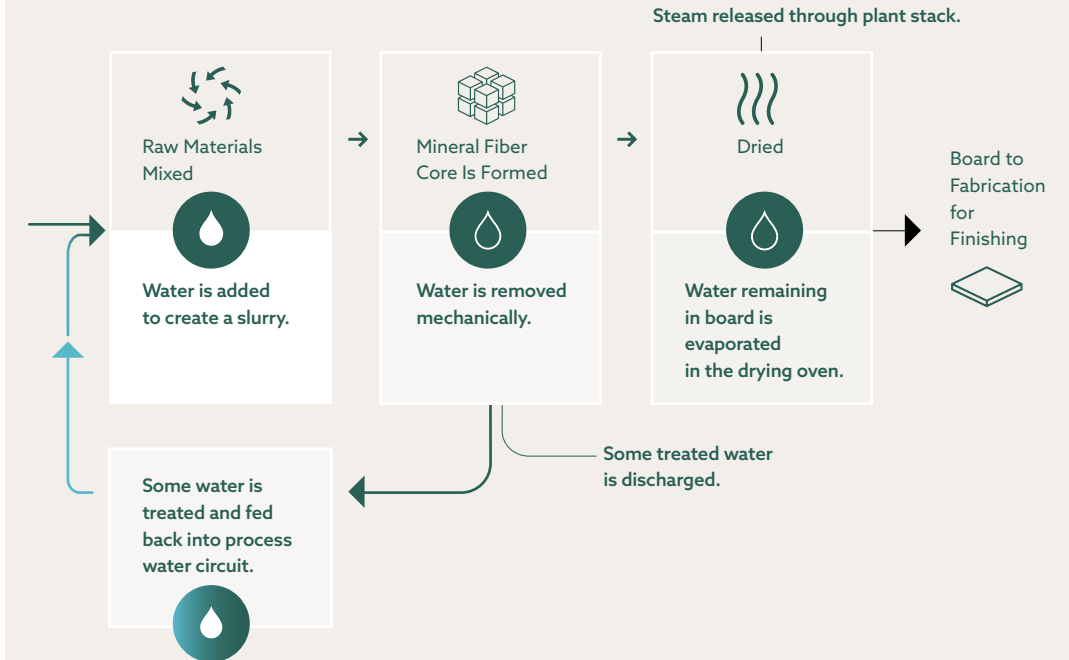 Steam released through plant stack.
Raw Materials
Mixed
Water is added
to create a slurry.
Mineral Fiber
Core Is Formed
Water is removed
mechanically.
Dried
Water remaining
in board is
evaporated
in the drying oven.
Board to
Fabrication
for
Finishing
Some treated water
is discharged.
Some water is
treated and fed
back into process
water circuit.